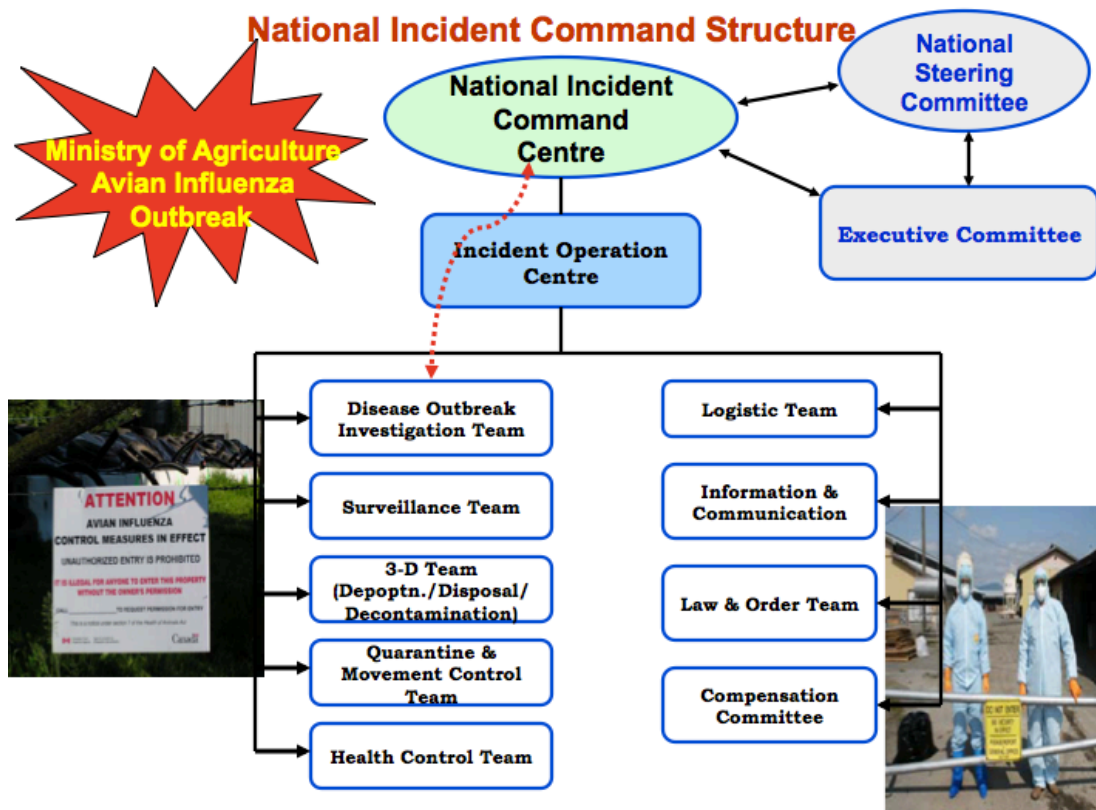 National Incident Command Structure
National Incident
Command
Centre
National
Steering
Committee
Ministry of Agriculture
Avian Influenza
Outbreak
Executive Committee
Incident Operation
Centre
Disease Outbreak
Investigation Team
Surveillance Team
3-D Team
(Depoptn./Disposal/
Decontamination)
Quarantine &
Movement Control
Team
Health Control Team
Logistic Team
Information &
Communication
Law & Order Team
Compensation
Committee
ATTENTION
AVIAN INFLUENZA
CONTROL MEASURES IN EFFECT
UNAUTHORIZED ENTRY IS PROHIBITED
IT IS ILLEGAL FOR ANYONE TO ENTER THIS PROPERTY
WITHOUT THE OWNER'S PERMISSION
CALL TO REQUEST PERMISSION FOR ENTRY
Canada
DO NOT ENTER